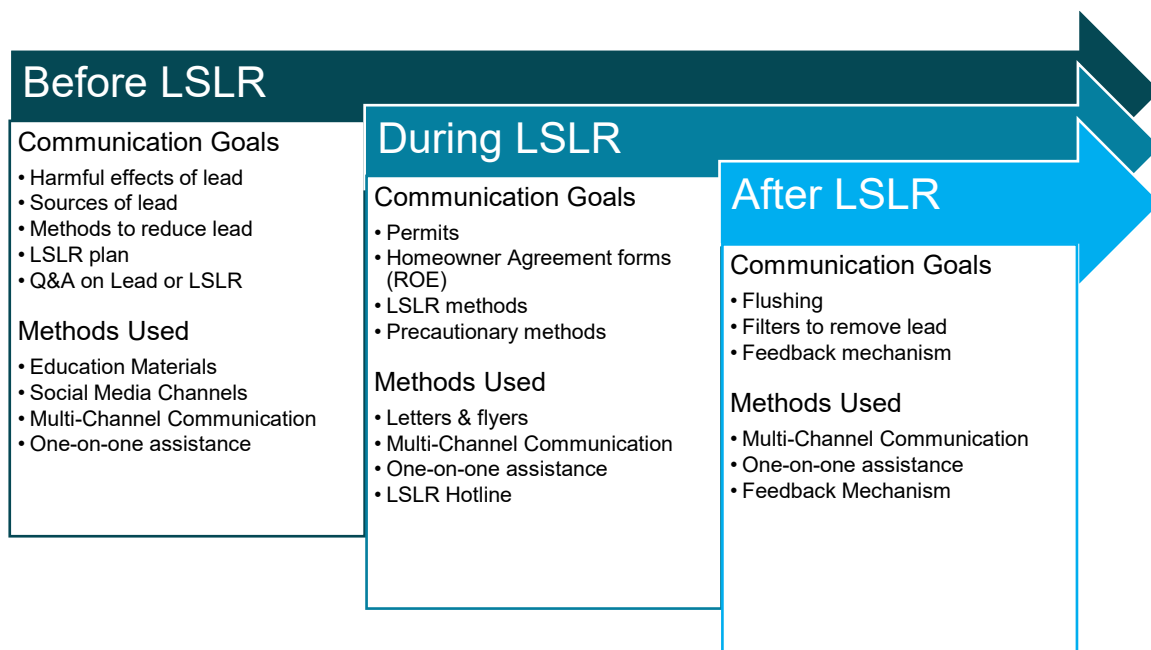 Before LSLR
Communication Goals
• Harmful effects of lead
• Sources of lead
• Methods to reduce lead
• LSLR plan
• Q&A on Lead or LSLR
Methods Used
• Education Materials
• Social Media Channels
• Multi-Channel Communication
• One-on-one assistance
During LSLR
Communication Goals
• Permits
• Homeowner Agreement forms
(ROE)
• LSLR methods
• Precautionary methods
Methods Used
• Letters & flyers
• Multi-Channel Communication
• One-on-one assistance
• LSLR Hotline
After LSLR
Communication Goals
• Flushing
• Filters to remove lead
• Feedback mechanism
Methods Used
• Multi-Channel Communication
• One-on-one assistance
• Feedback Mechanism